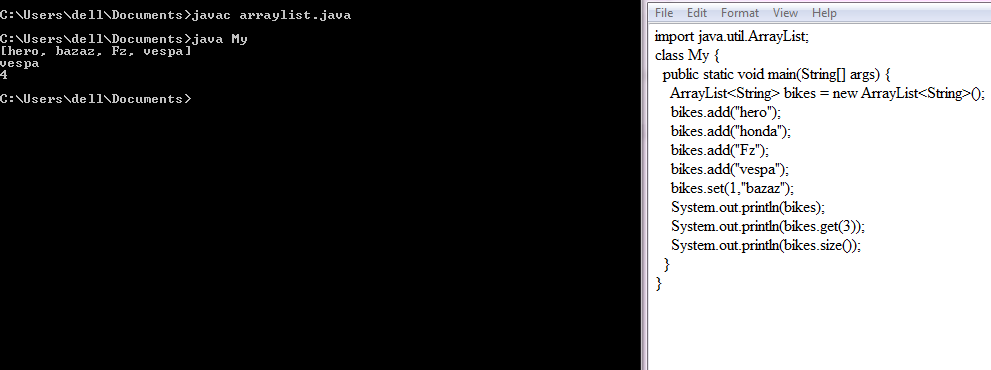 C:\Users\dell\Documents>javac arraylist.java
C:\Users\dell\Documents>java My
[hero, bazaz, Fz, vespa]
vespa
4
C:\Users\dell\Documents>
File Edit Format View Help
import java.util.ArrayList;
class My {
public static void main(String[] args) {
ArrayList<String> bikes = new ArrayList<String>();
bikes.add("hero");
bikes.add("honda");
bikes.add("Fz");
bikes.add("vespa");
bikes.set(1,"bazaz");
System.out.println(bikes);
System.out.println(bikes.get(3));
System.out.println(bikes.size());
}
}